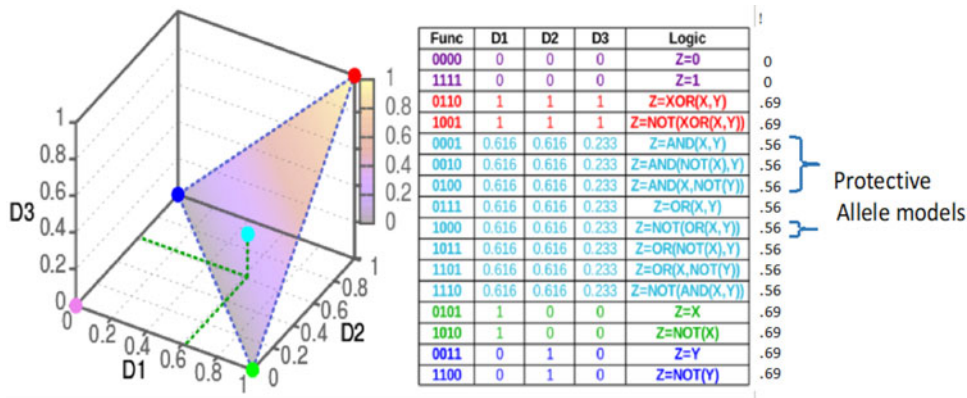 1
0.8
0.6
0.4
0.2
0
D3
0
0.2
0.4
0.6
0.8
1
D1
0
0.2
0.4
0.6
0.8
1
D2
1
0.8
0.6
0.4
0.2
0
!
Func D1 D2 D3 Logic
0000 0 0 0 Z=0 0
1111 0 0 0 Z=1 0
0110 1 1 1 Z=XOR(X,Y) .69
1001 1 1 1 Z=NOT(XOR(X,Y)) .69
0001 0.616 0.616 0.233 Z=AND(X,Y) .56
0010 0.616 0.616 0.233 Z=AND(NOT(X),Y) .56
0100 0.616 0.616 0.233 Z=AND(X,NOT(Y)) .56
0111 0.616 0.616 0.233 Z=OR(X,Y) .56
1000 0.616 0.616 0.233 Z=NOT(OR(X,Y)) .56
1011 0.616 0.616 0.233 Z=OR(NOT(X),Y) .56
1101 0.616 0.616 0.233 Z=OR(X,NOT(Y)) .56
1110 0.616 0.616 0.233 Z=NOT(AND(X,Y)) .56
0101 1 0 0 Z=X .69
1010 1 0 0 Z=NOT(X) .69
0011 0 1 0 Z=Y .69
1100 0 1 0 Z=NOT(Y) .69
Protective
Allele models